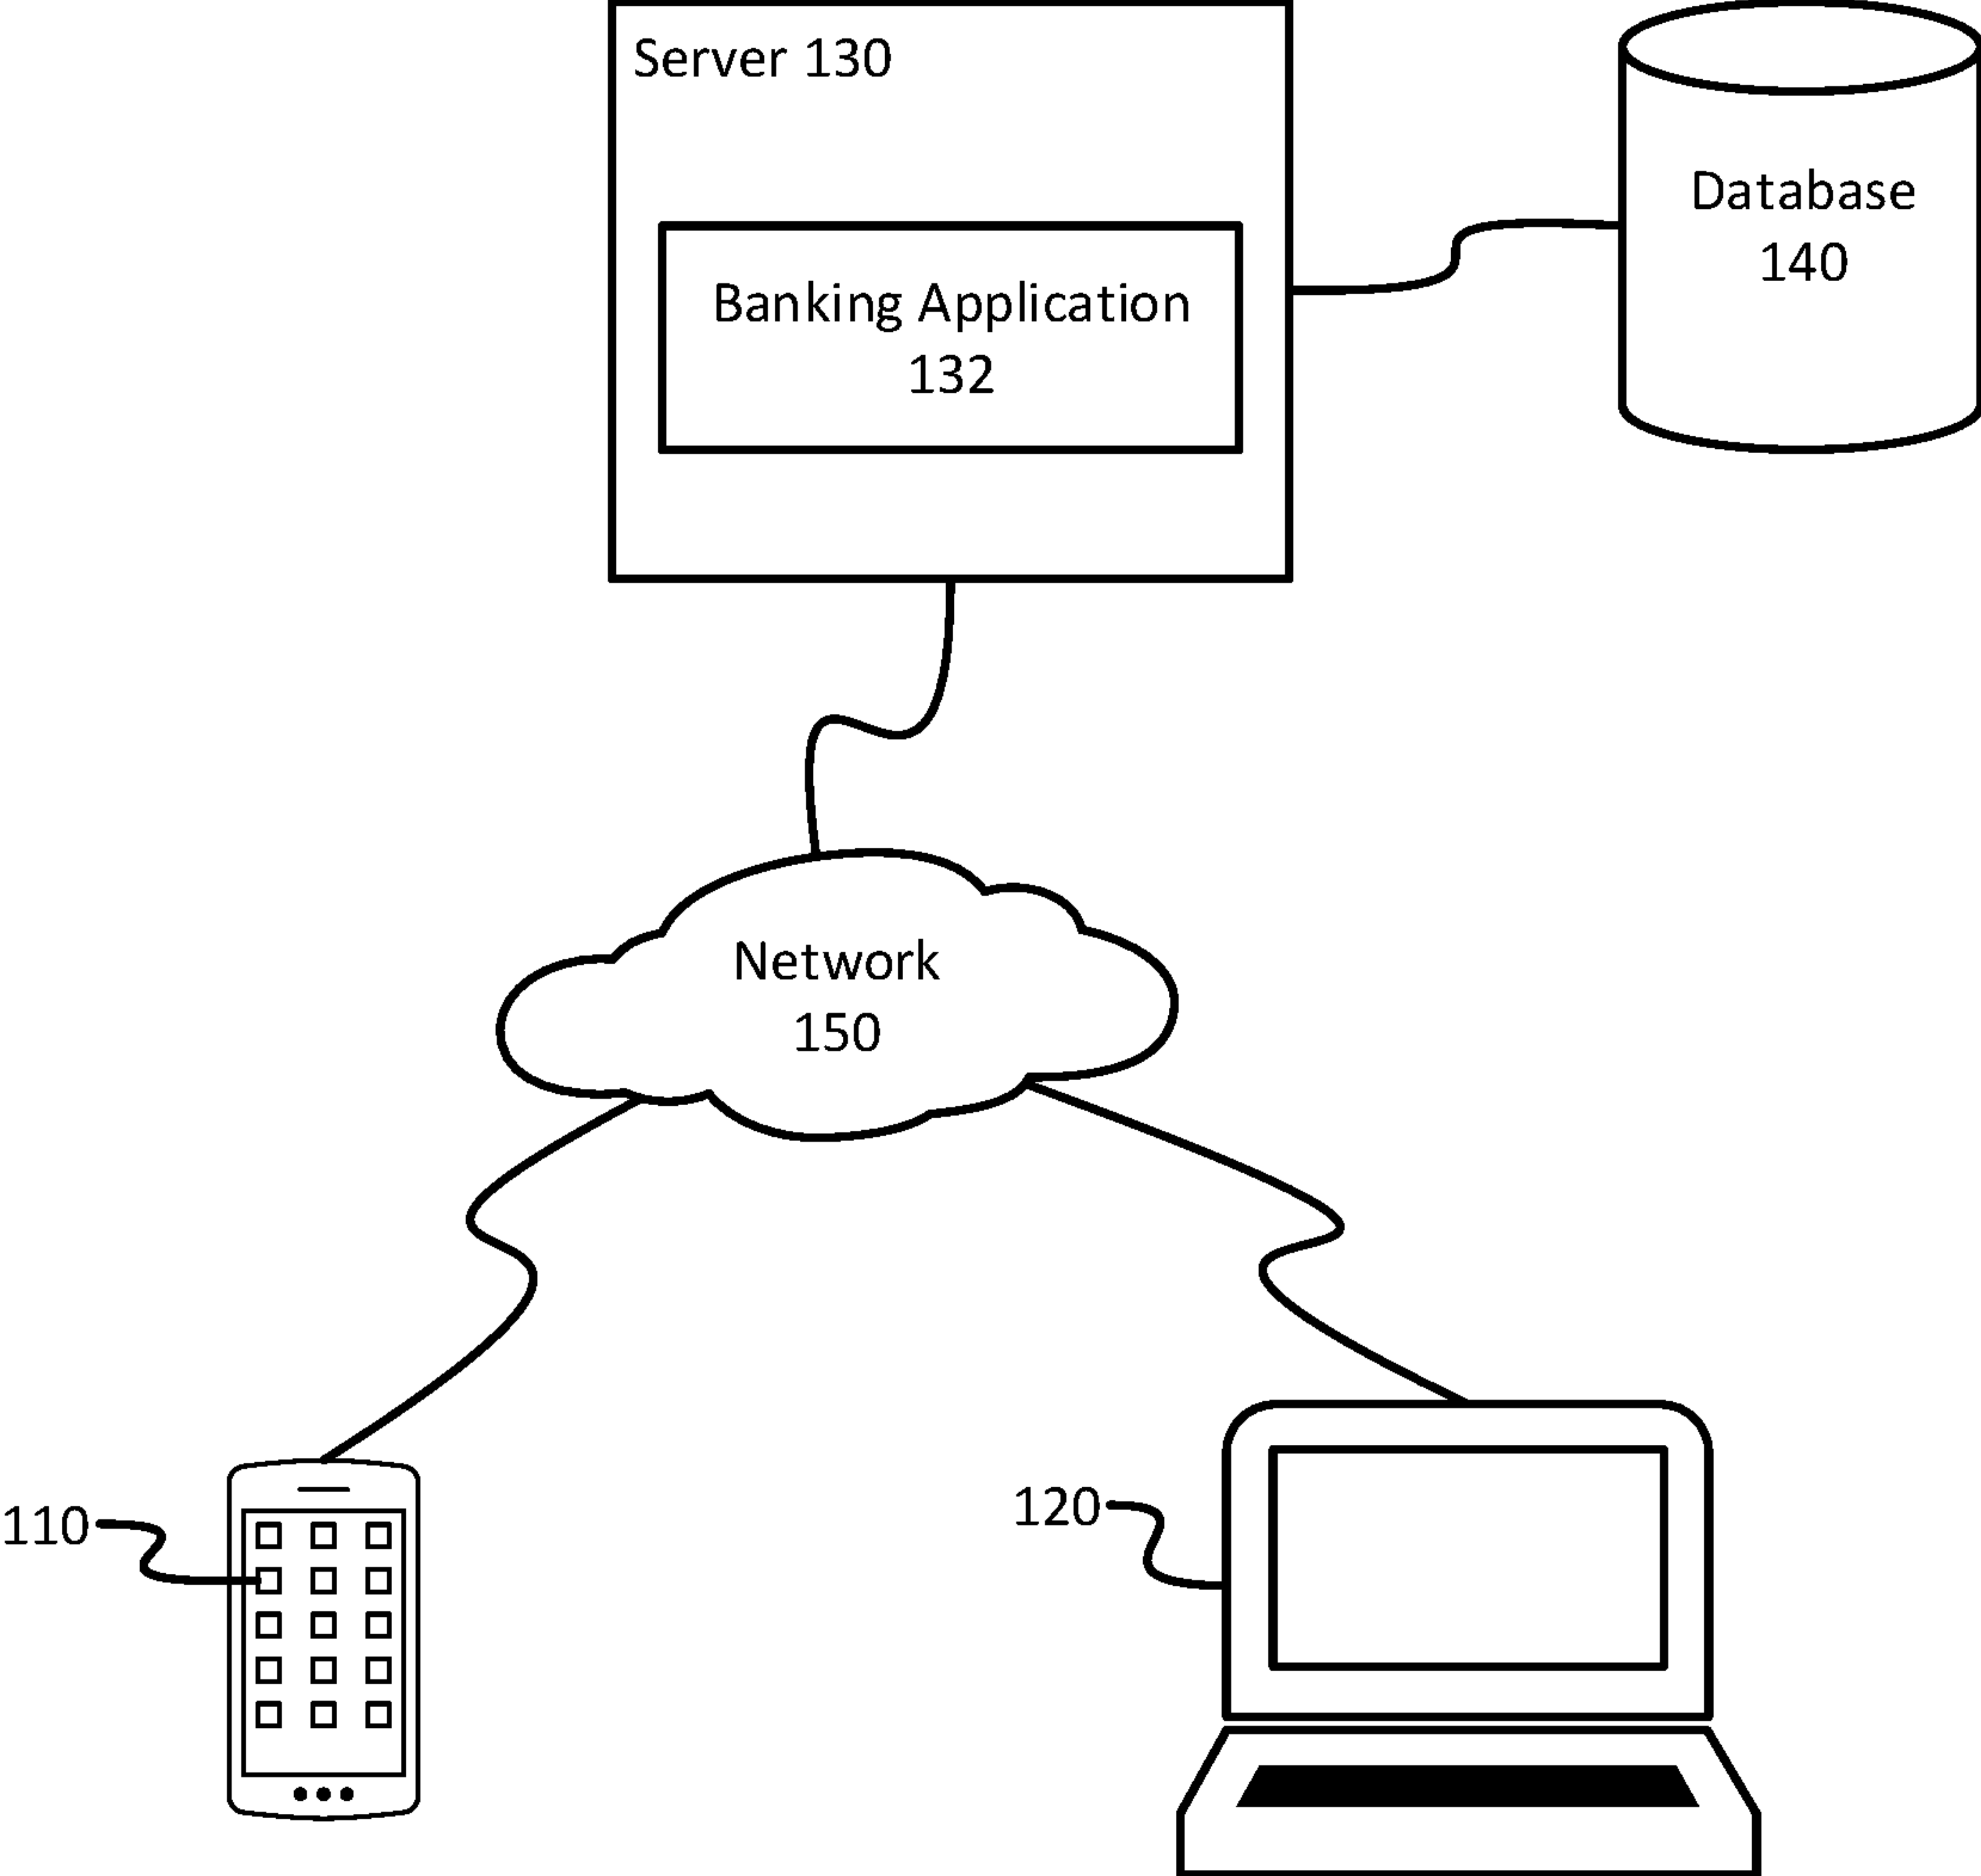 Server 130
Database
140
Banking Application
132
Network
150
110
120